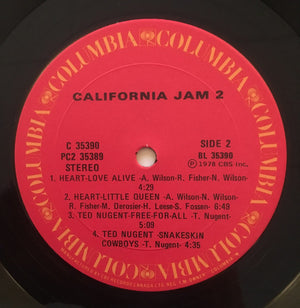 COLUMBIA COLUMBIA
CALIFORNIA JAM 2
C 35390
PC2 35389
STEREO
SIDE 2
BL 35390
℗ 1978 CBS Inc.
1. HEART-LOVE ALIVE -A. Wilson-R. Fisher-N. Wilson-
4:29
2. HEART-LITTLE QUEEN -A. Wilson-N. Wilson-
R. Fisher-M. Derosier-H. Leese-S. Fossen- 6:48
3. TED NUGENT-FREE-FOR-ALL -T. Nugent-
5:09
4. TED NUGENT -SNAKESKIN
COWBOYS -T. Nugent- 4:35
COLUMBIA COLUMBIA